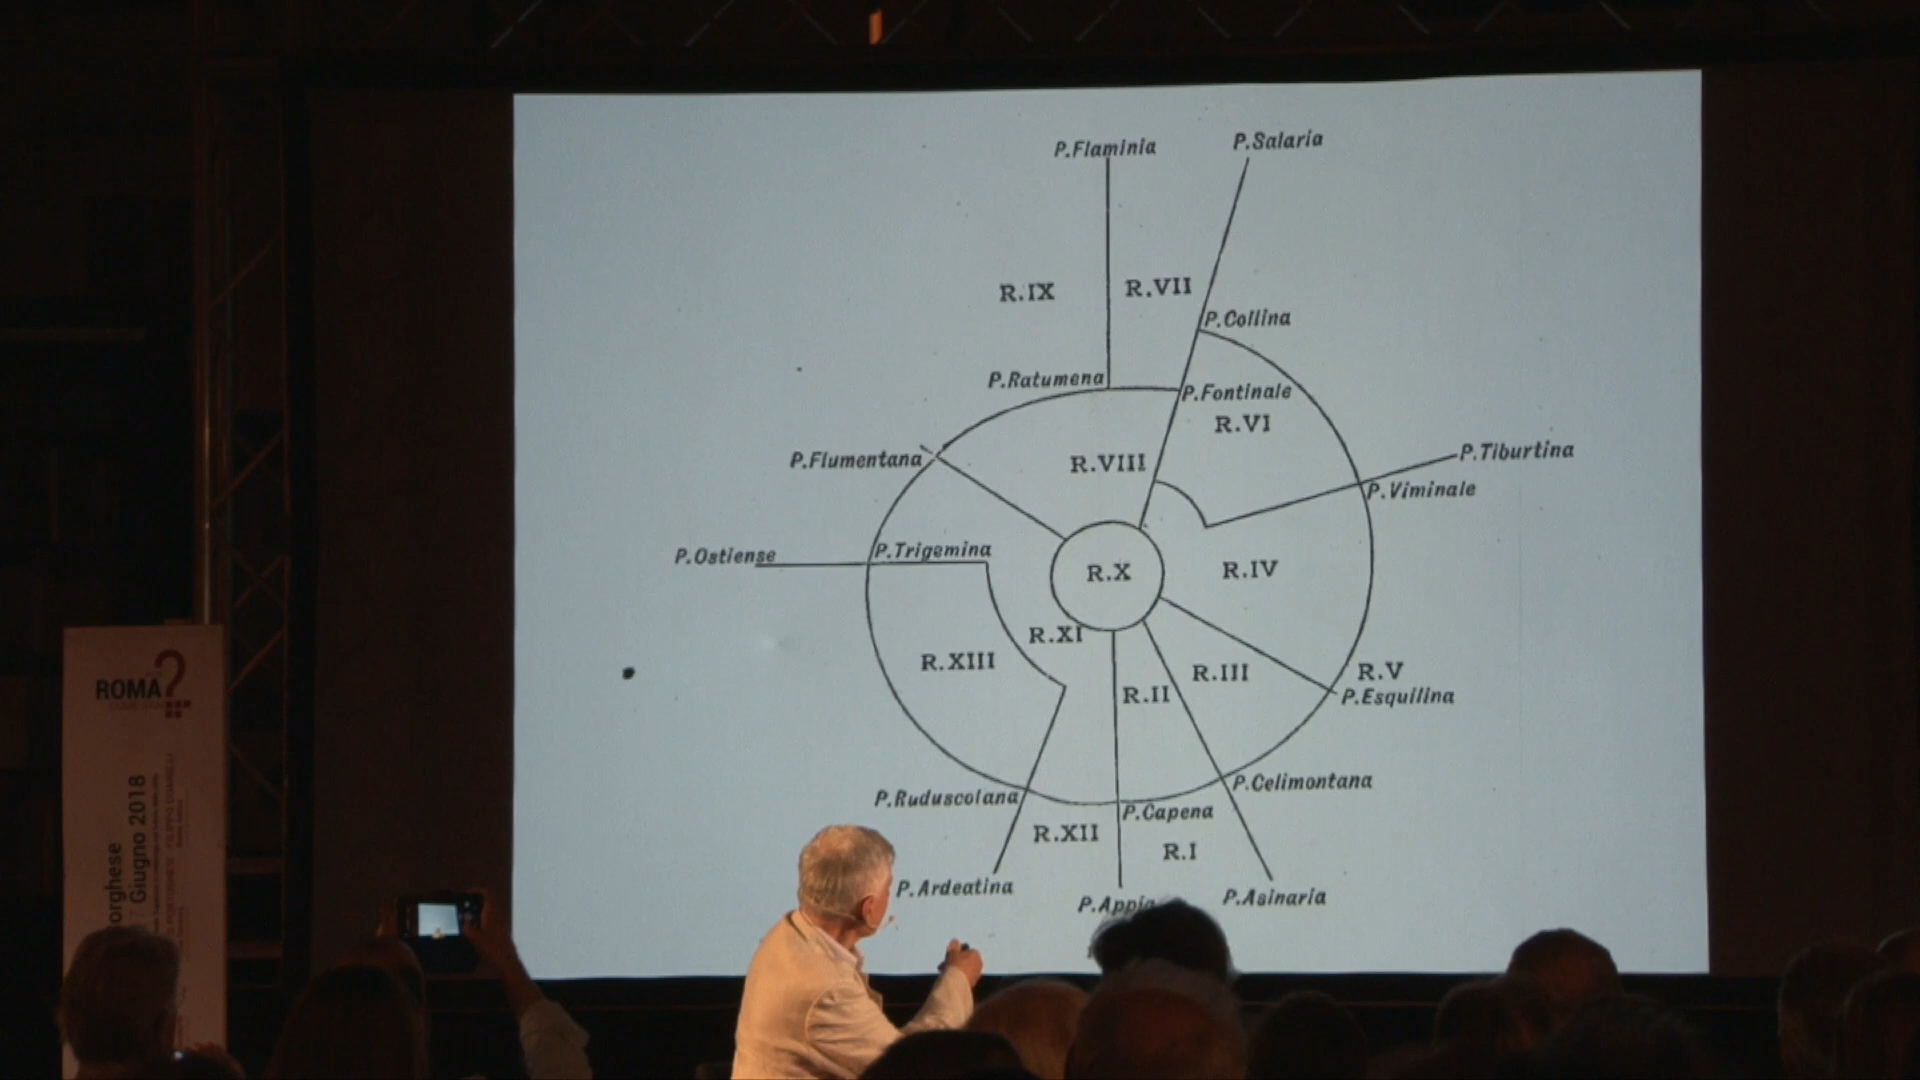 P.Flaminia
P.Salaria
R.IX
R.VII
P.Collina
P.Ratumena
P.Fontinale
R.VI
P.Flumentana
R.VIII
P.Tiburtina
P.Viminale
P.Ostiense
P.Trigemina
R.X
R.IV
R.XI
R.XIII
R.III
R.V
R.II
P.Esquilina
P.Ruduscolana
P.Celimontana
P.Capena
R.XII
R.I
P.Ardeatina
P.Appia
P.Asinaria
ROMA?
orghese
Giugno 2018